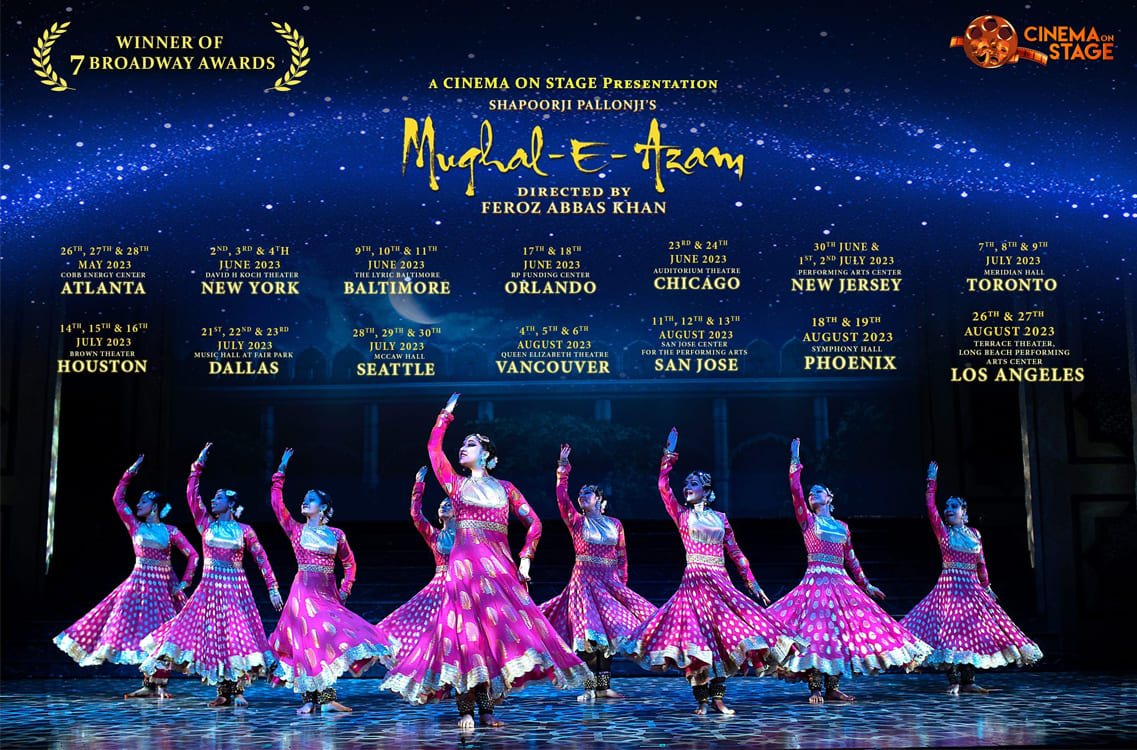 WINNER OF
7 BROADWAY AWARDS
CINEMA ON
STAGE
A CINEMA ON STAGE PRESENTATION
SHAPOORJI PALLONJI'S
Mughal-E-Azam
DIRECTED BY
FEROZ ABBAS KHAN
26TH, 27TH & 28TH
MAY 2023
COBB ENERGY CENTER
ATLANTA
2ND, 3RD & 4TH
JUNE 2023
DAVID H KOCH THEATER
NEW YORK
9TH, 10TH & 11TH
JUNE 2023
THE LYRIC BALTIMORE
BALTIMORE
17TH & 18TH
JUNE 2023
RP FUNDING CENTER
ORLANDO
23RD & 24TH
JUNE 2023
AUDITORIUM THEATRE
CHICAGO
30TH JUNE &
1ST, 2ND JULY 2023
PERFORMING ARTS CENTER
NEW JERSEY
7TH, 8TH & 9TH
JULY 2023
MERIDIAN HALL
TORONTO
14TH, 15TH & 16TH
JULY 2023
BROWN THEATER
HOUSTON
21ST, 22ND & 23RD
JULY 2023
MUSIC HALL AT FAIR PARK
DALLAS
28TH, 29TH & 30TH
JULY 2023
MCCAW HALL
SEATTLE
4TH, 5TH & 6TH
AUGUST 2023
QUEEN ELIZABETH THEATRE
VANCOUVER
11TH, 12TH & 13TH
AUGUST 2023
SAN JOSE CENTER
FOR THE PERFORMING ARTS
SAN JOSE
18TH & 19TH
AUGUST 2023
SYMPHONY HALL
PHOENIX
26TH & 27TH
AUGUST 2023
TERRACE THEATER,
LONG BEACH PERFORMING
ARTS CENTER
LOS ANGELES